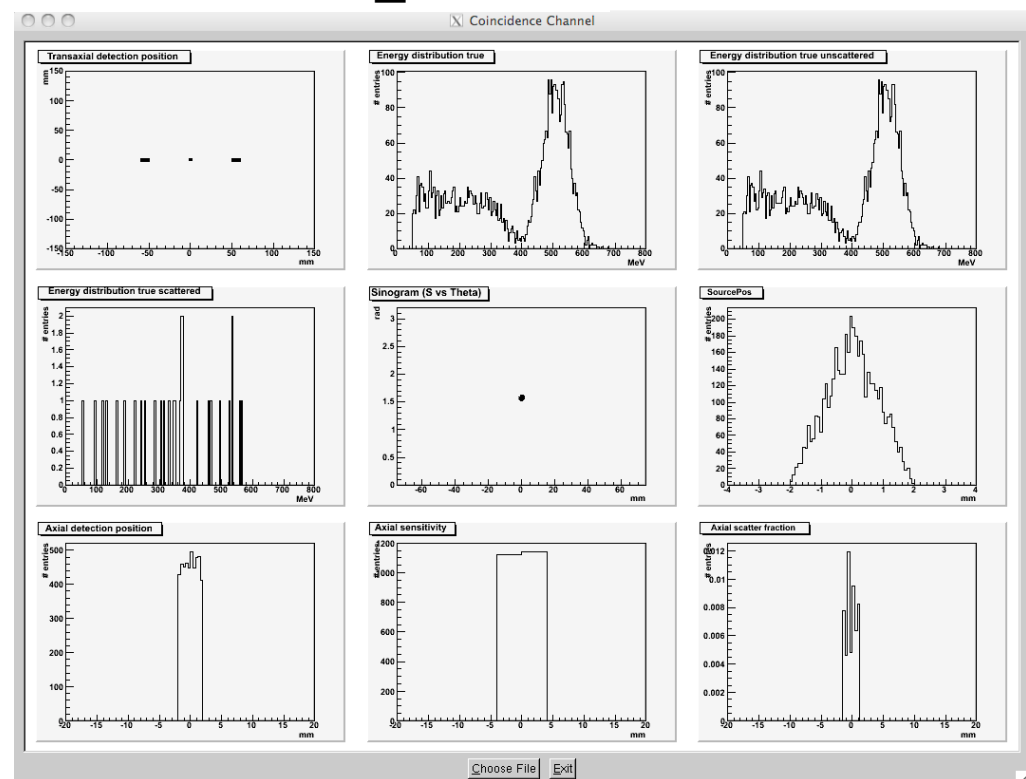 Coincidence Channel
Transaxial detection position
mm
150
100
50
0
-50
-100
-150
-150 -100 -50 0 50 100 150
mm
Energy distribution true
# entries
100
80
60
40
20
0
0 100 200 300 400 500 600 700 800
MeV
Energy distribution true unscattered
# entries
100
80
60
40
20
0
0 100 200 300 400 500 600 700 800
MeV
Energy distribution true scattered
# entries
2
1.8
1.6
1.4
1.2
1
0.8
0.6
0.4
0.2
0
0 100 200 300 400 500 600 700 800
MeV
Sinogram (S vs Theta)
rad
3
2.5
2
1.5
1
0.5
0
-60 -40 -20 0 20 40 60
mm
SourcePos
# entries
200
180
160
140
120
100
80
60
40
20
0
-4 -3 -2 -1 0 1 2 3 4
mm
Axial detection position
# entries
500
400
300
200
100
-20 -15 -10 -5 0 5 10 15 20
mm
Axial sensitivity
# entries
1200
1000
800
600
400
200
-20 -15 -10 -5 0 5 10 15 20
mm
Axial scatter fraction
# entries
0.012
0.01
0.008
0.006
0.004
0.002
-20 -15 -10 -5 0 5 10 15 20
mm
Choose File Exit